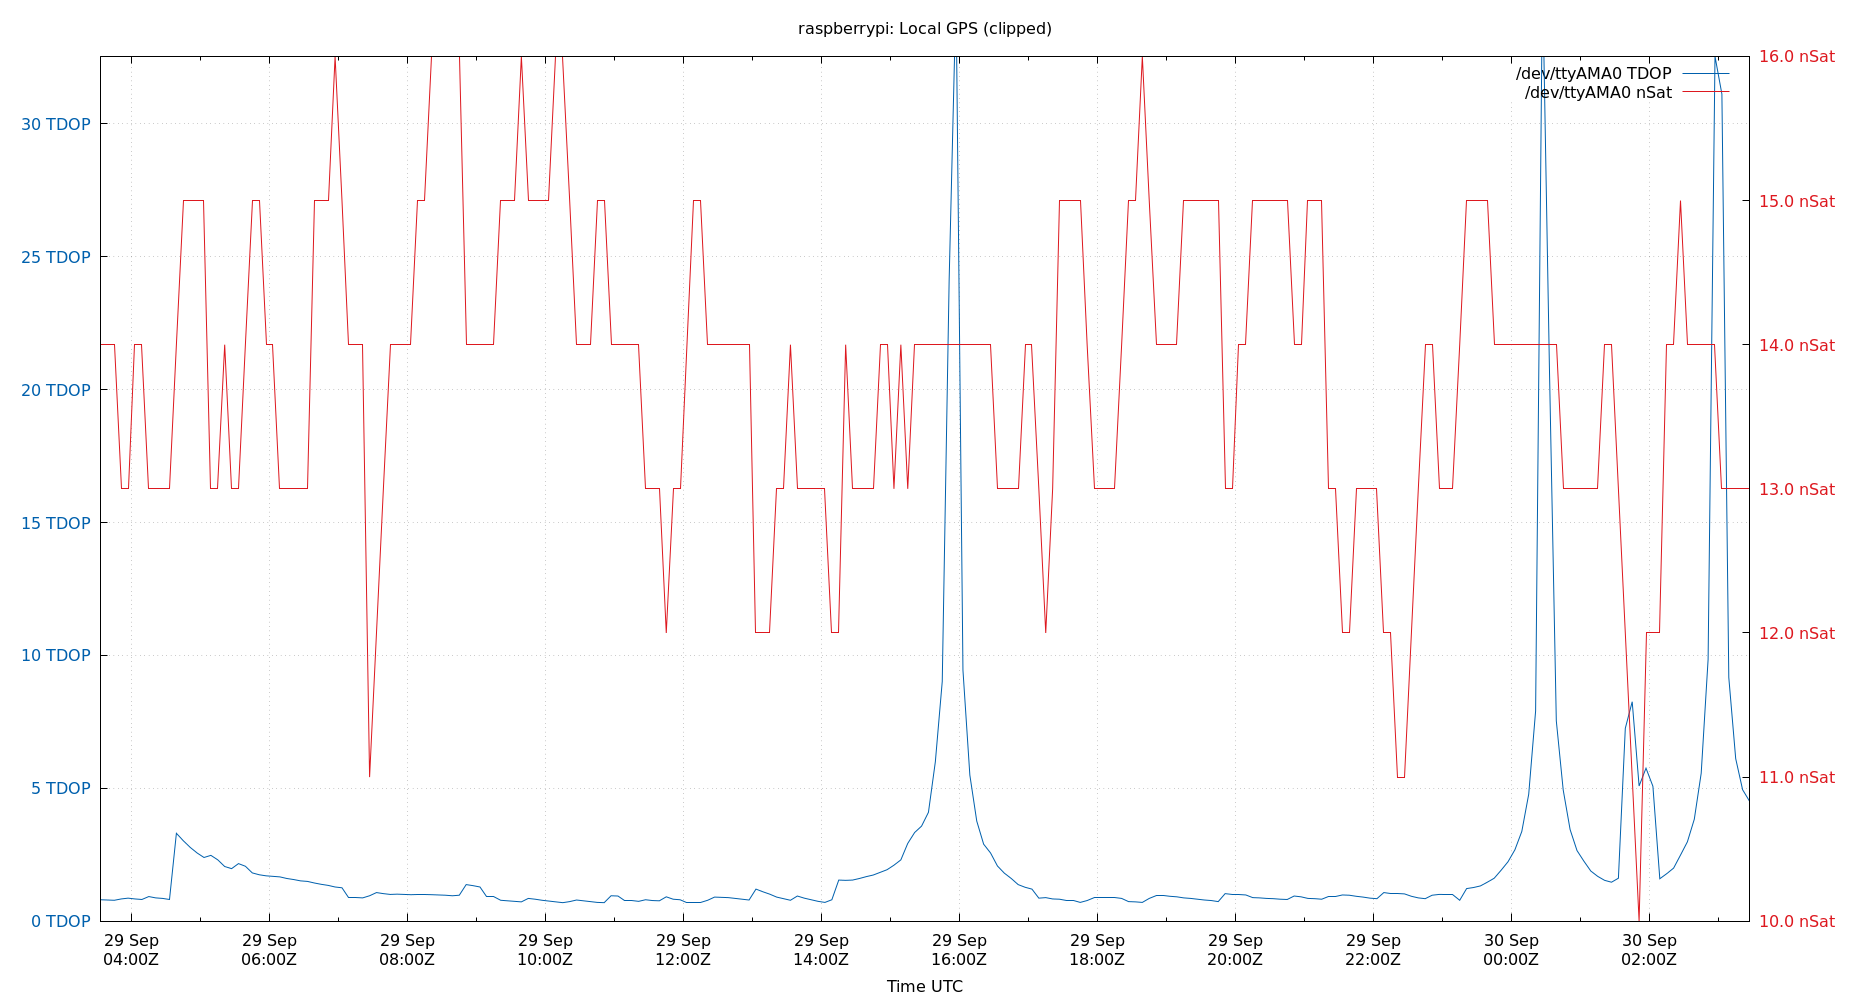 raspberrypi: Local GPS (clipped)
/dev/ttyAMA0 TDOP
/dev/ttyAMA0 nSat
30 TDOP
25 TDOP
20 TDOP
15 TDOP
10 TDOP
5 TDOP
0 TDOP
16.0 nSat
15.0 nSat
14.0 nSat
13.0 nSat
12.0 nSat
11.0 nSat
10.0 nSat
29 Sep 29 Sep 29 Sep 29 Sep 29 Sep 29 Sep 29 Sep 29 Sep 29 Sep 29 Sep 30 Sep 30 Sep
04:00Z 06:00Z 08:00Z 10:00Z 12:00Z 14:00Z 16:00Z 18:00Z 20:00Z 22:00Z 00:00Z 02:00Z
Time UTC